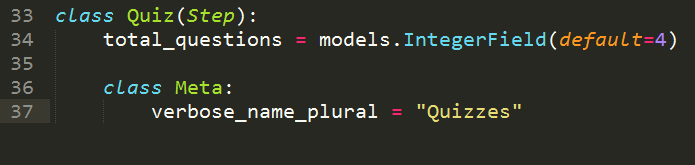 33 class Quiz(Step):
34     total_questions = models.IntegerField(default=4)
35
36     class Meta:
37         verbose_name_plural = "Quizzes"